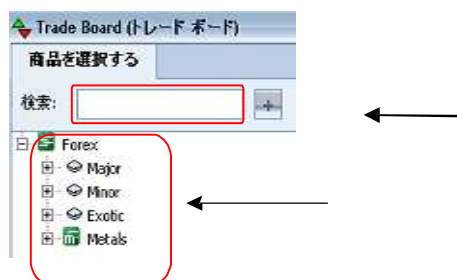 Trade Board (トレード ボード)
商品を選択する
検索:
Forex
Major
Minor
Exotic
Metals